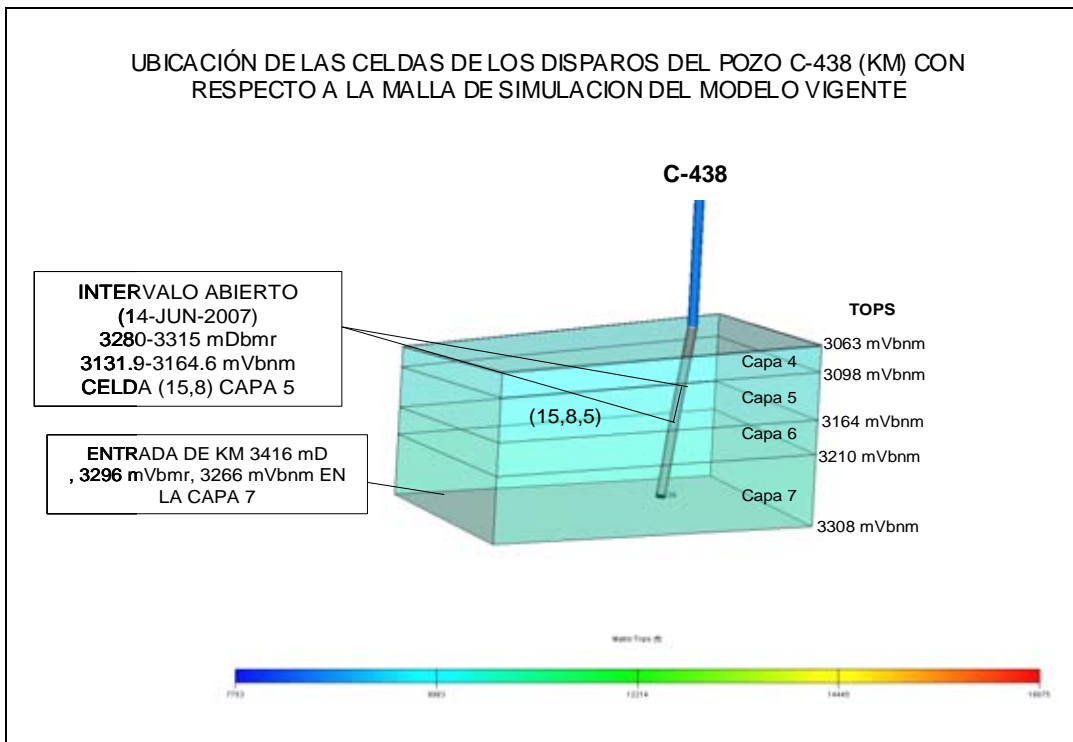 UBICACIÓN DE LAS CELDAS DE LOS DISPAROS DEL POZO C-438 (KM) CON
RESPECTO A LA MALLA DE SIMULACION DEL MODELO VIGENTE
C-438
INTERVALO ABIERTO
(14-JUN-2007)
3280-3315 mDbmr
3131.9-3164.6 mVbnm
CELDA (15,8) CAPA 5
ENTRADA DE KM 3416 mD
, 3296 mVbmr, 3266 mVbnm EN
LA CAPA 7
(15,8,5)
TOPS
3063 mVbnm
Capa 4
3098 mVbnm
Capa 5
3164 mVbnm
Capa 6
3210 mVbnm
Capa 7
3308 mVbnm